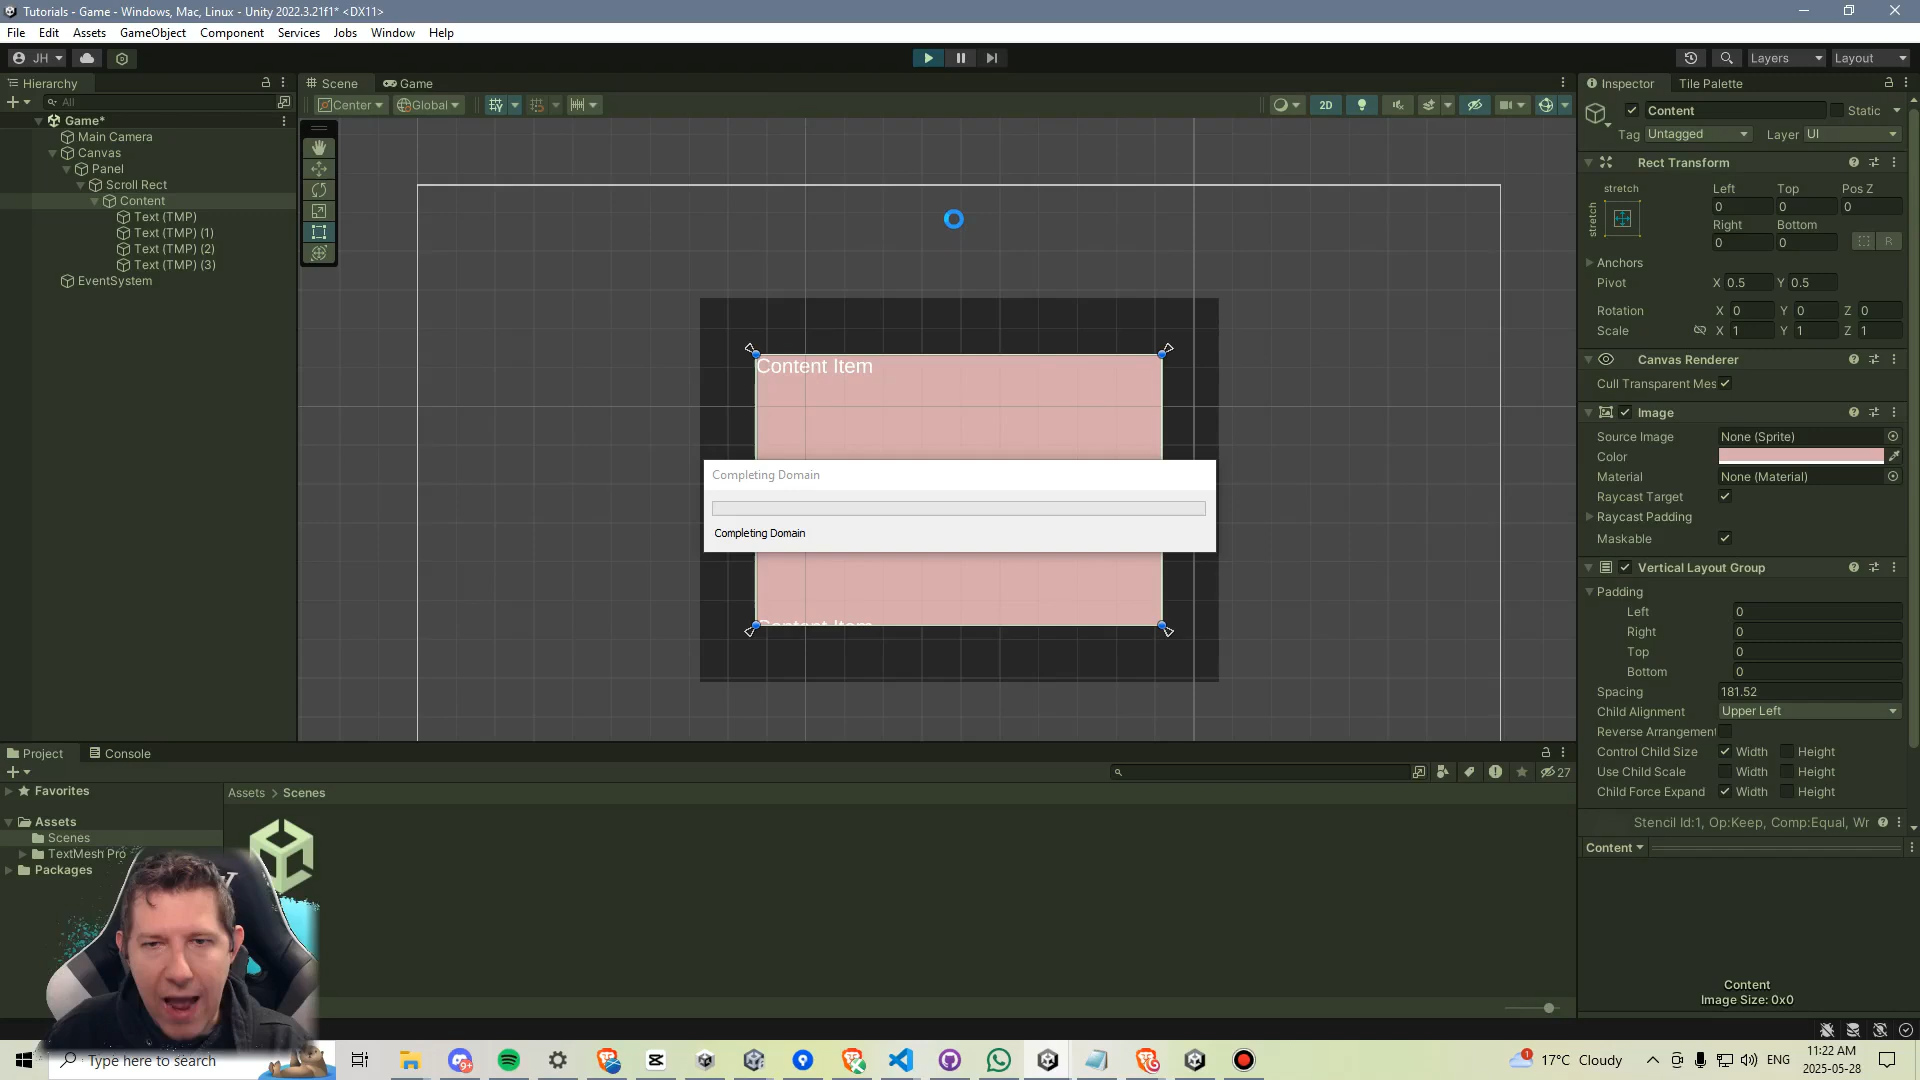 Tutorials - Game - Windows, Mac, Linux - Unity 2022.3.21f1* <DX11>
File Edit Assets GameObject Component Services Jobs Window Help
JH Layers Layout
Hierarchy
All
Game*
Main Camera
Canvas
Panel
Scroll Rect
Content
Text (TMP)
Text (TMP) (1)
Text (TMP) (2)
Text (TMP) (3)
EventSystem
Scene Game
Center Global 2D
Content Item
Completing Domain
Completing Domain
Content Item
Inspector Tile Palette
Content Static
Tag Untagged Layer UI
Rect Transform
stretch Left Top Pos Z
stretch 0 0 0
Right Bottom
0 0 R
Anchors
Pivot X 0.5 Y 0.5
Rotation X 0 Y 0 Z 0
Scale X 1 Y 1 Z 1
Canvas Renderer
Cull Transparent Mes
Image
Source Image None (Sprite)
Color
Material None (Material)
Raycast Target
Raycast Padding
Maskable
Vertical Layout Group
Padding
Left 0
Right 0
Top 0
Bottom 0
Spacing 181.52
Child Alignment Upper Left
Reverse Arrangement
Control Child Size Width Height
Use Child Scale Width Height
Child Force Expand Width Height
Stencil Id:1, Op:Keep, Comp:Equal, Wr
Content
Content
Image Size: 0x0
Project Console
27
Favorites
Assets
Scenes
TextMesh Pro
Packages
Assets > Scenes
Type here to search
9+
1 17°C Cloudy ENG 11:22 AM
2025-05-28